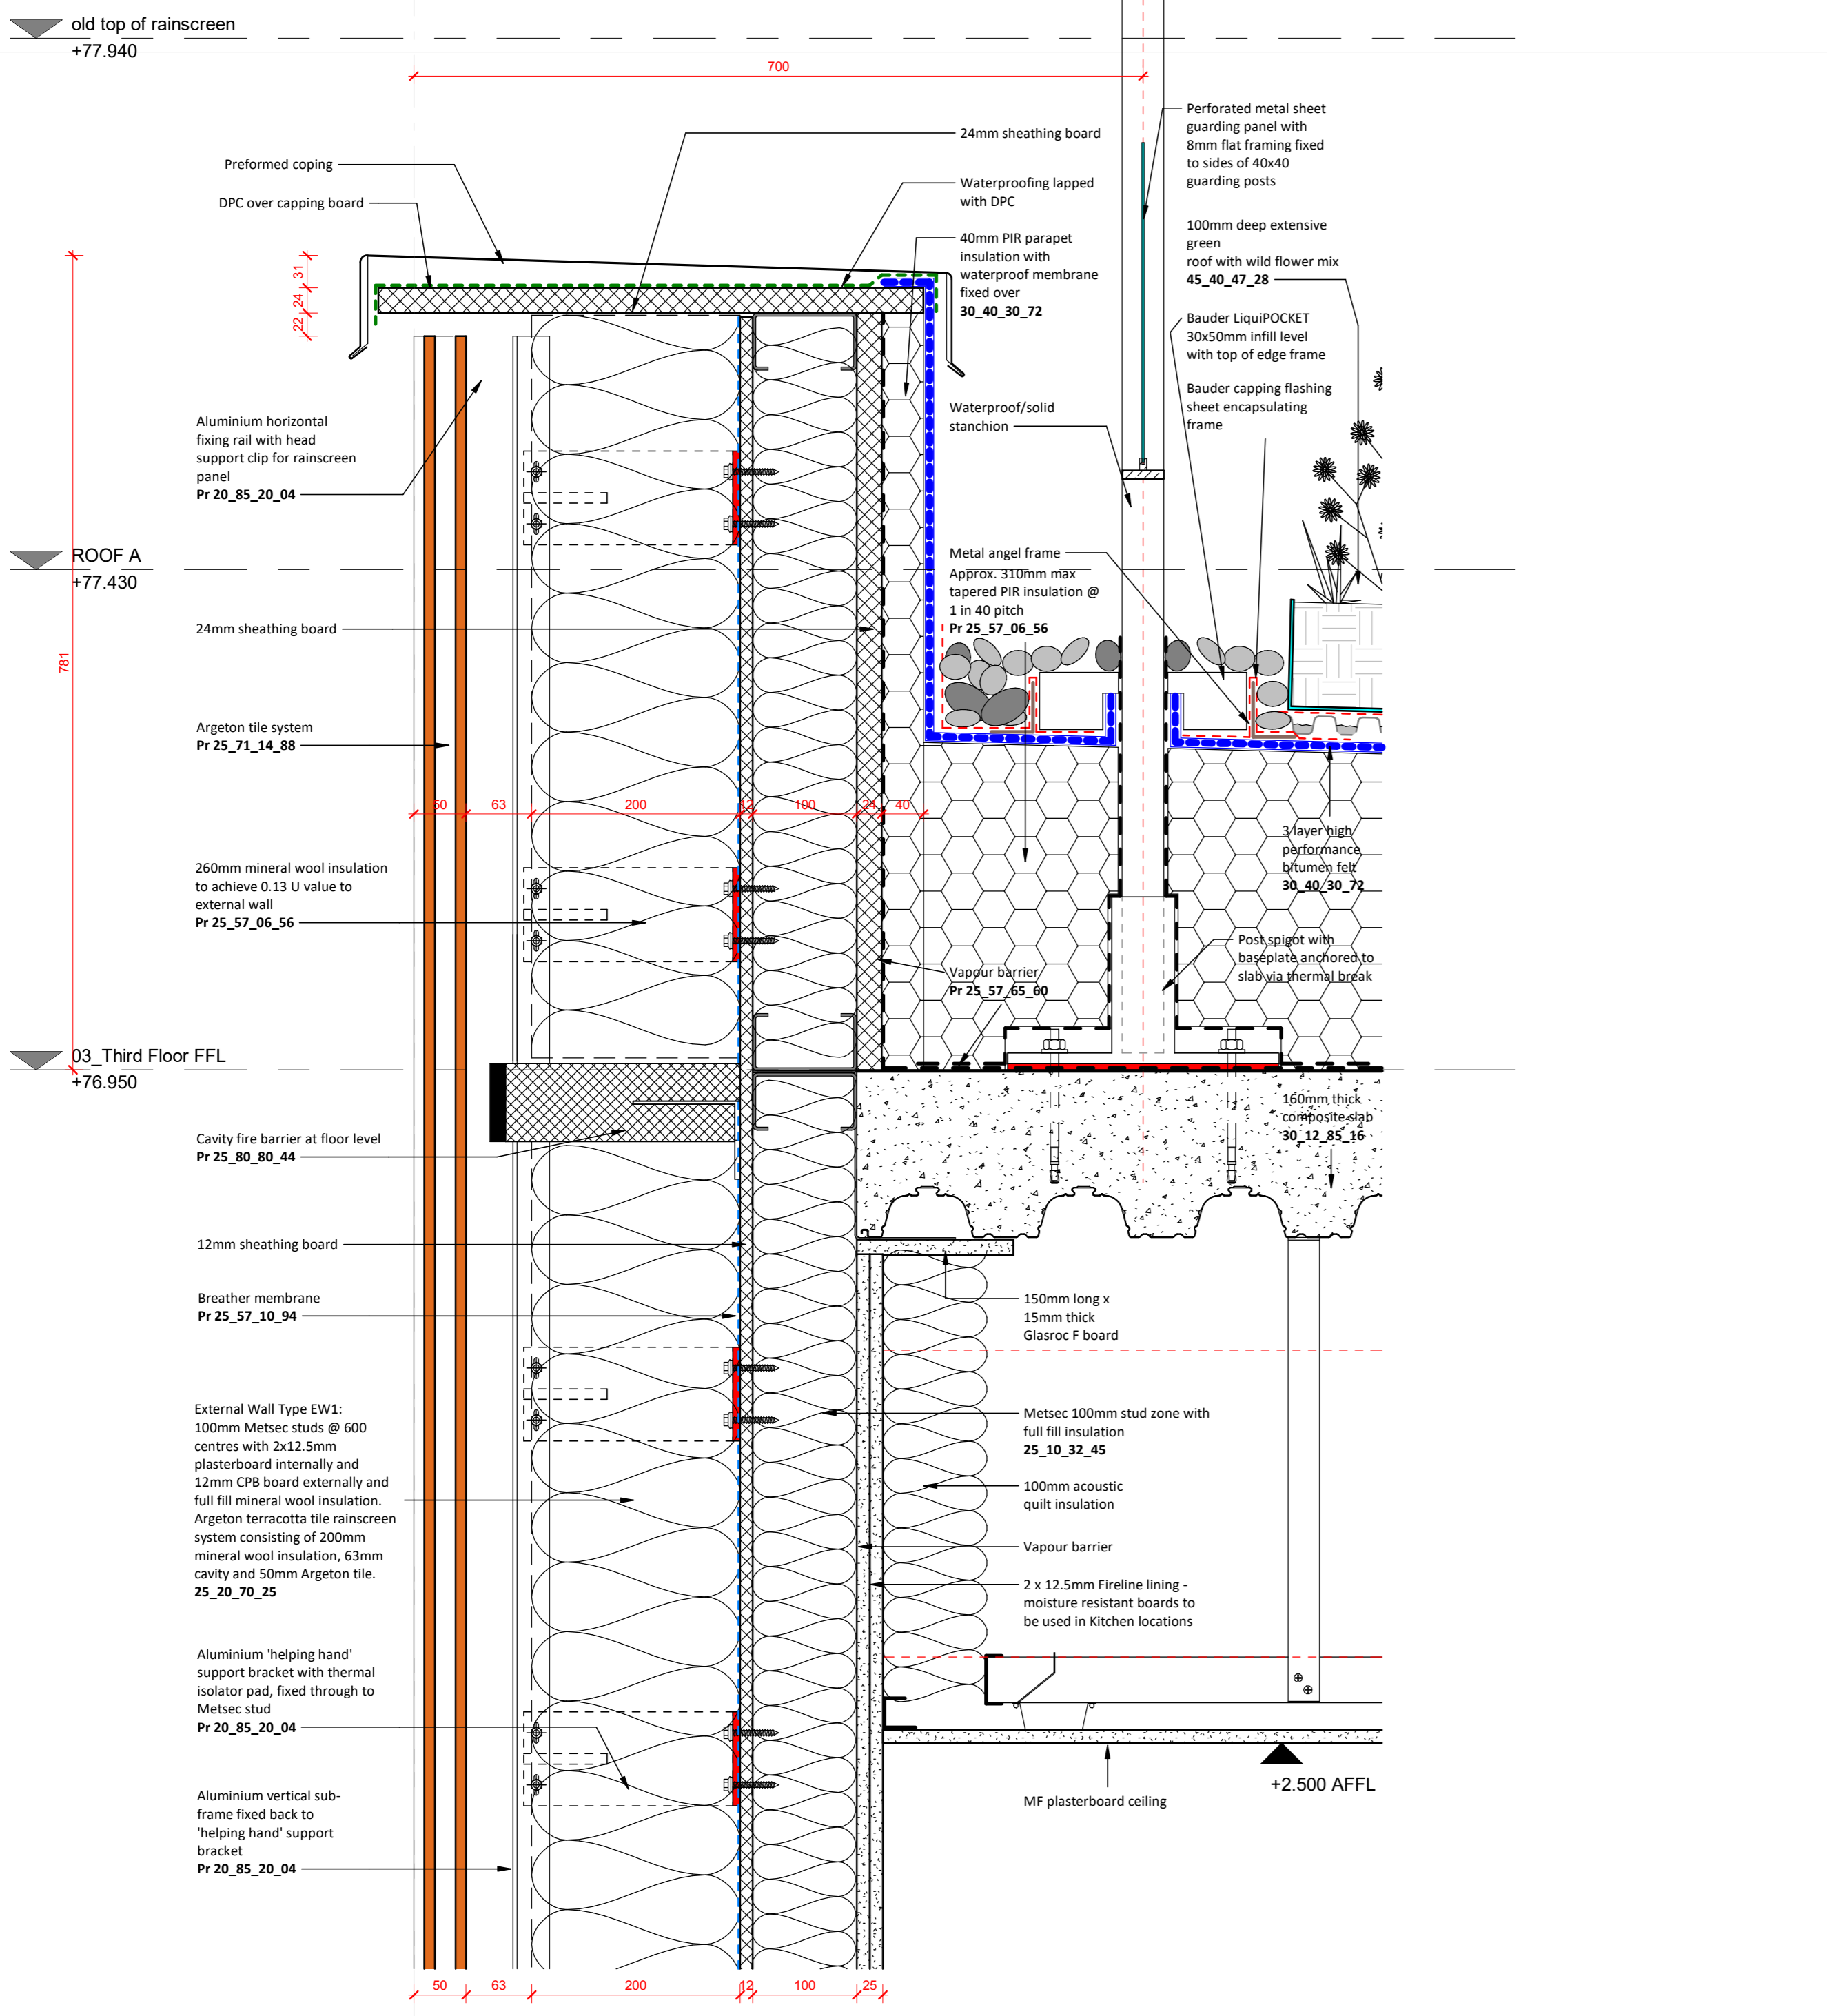 old top of rainscreen
+77.940
700
Preformed coping
DPC over capping board
24mm sheathing board
Waterproofing lapped
with DPC
40mm PIR parapet
insulation with
waterproof membrane
fixed over
30_40_30_72
Perforated metal sheet
guarding panel with
8mm flat framing fixed
to sides of 40x40
guarding posts
100mm deep extensive
green
roof with wild flower mix
45_40_47_28
Bauder LiquiPOCKET
30x50mm infill level
with top of edge frame
Bauder capping flashing
sheet encapsulating
frame
31
24
22
781
Aluminium horizontal
fixing rail with head
support clip for rainscreen
panel
Pr 20_85_20_04
Waterproof/solid
stanchion
ROOF A
+77.430
Metal angel frame
Approx. 310mm max
tapered PIR insulation @
1 in 40 pitch
Pr 25_57_06_56
24mm sheathing board
Argeton tile system
Pr 25_71_14_88
50
63
200
12
100
24
40
3 layer high
performance
bitumen felt
30_40_30_72
260mm mineral wool insulation
to achieve 0.13 U value to
external wall
Pr 25_57_06_56
Post spigot with
baseplate anchored to
slab via thermal break
Vapour barrier
Pr 25_57_65_60
03_Third Floor FFL
+76.950
160mm thick
composite slab
30_12_85_16
Cavity fire barrier at floor level
Pr 25_80_80_44
12mm sheathing board
Breather membrane
Pr 25_57_10_94
150mm long x
15mm thick
Glasroc F board
External Wall Type EW1:
100mm Metsec studs @ 600
centres with 2x12.5mm
plasterboard internally and
12mm CPB board externally and
full fill mineral wool insulation.
Argeton terracotta tile rainscreen
system consisting of 200mm
mineral wool insulation, 63mm
cavity and 50mm Argeton tile.
25_20_70_25
Metsec 100mm stud zone with
full fill insulation
25_10_32_45
100mm acoustic
quilt insulation
Vapour barrier
2 x 12.5mm Fireline lining -
moisture resistant boards to
be used in Kitchen locations
Aluminium 'helping hand'
support bracket with thermal
isolator pad, fixed through to
Metsec stud
Pr 20_85_20_04
+2.500 AFFL
MF plasterboard ceiling
Aluminium vertical sub-
frame fixed back to
'helping hand' support
bracket
Pr 20_85_20_04
50
63
200
12
100
25